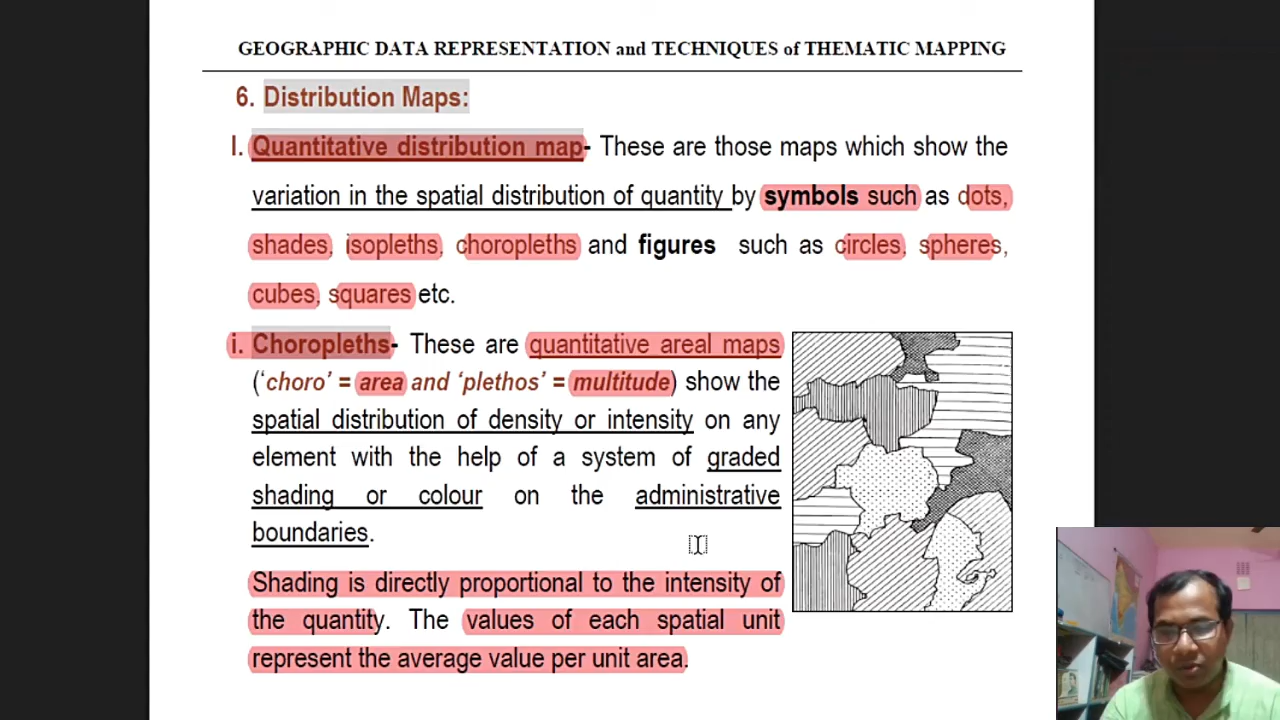 GEOGRAPHIC DATA REPRESENTATION and TECHNIQUES of THEMATIC MAPPING
6. Distribution Maps:
I. Quantitative distribution map- These are those maps which show the
variation in the spatial distribution of quantity by symbols such as dots,
shades, isopleths, choropleths and figures such as circles, spheres,
cubes, squares etc.
i. Choropleths- These are quantitative areal maps
(‘choro’ = area and ‘plethos’ = multitude) show the
spatial distribution of density or intensity on any
element with the help of a system of graded
shading or colour on the administrative
boundaries.
Shading is directly proportional to the intensity of
the quantity. The values of each spatial unit
represent the average value per unit area.